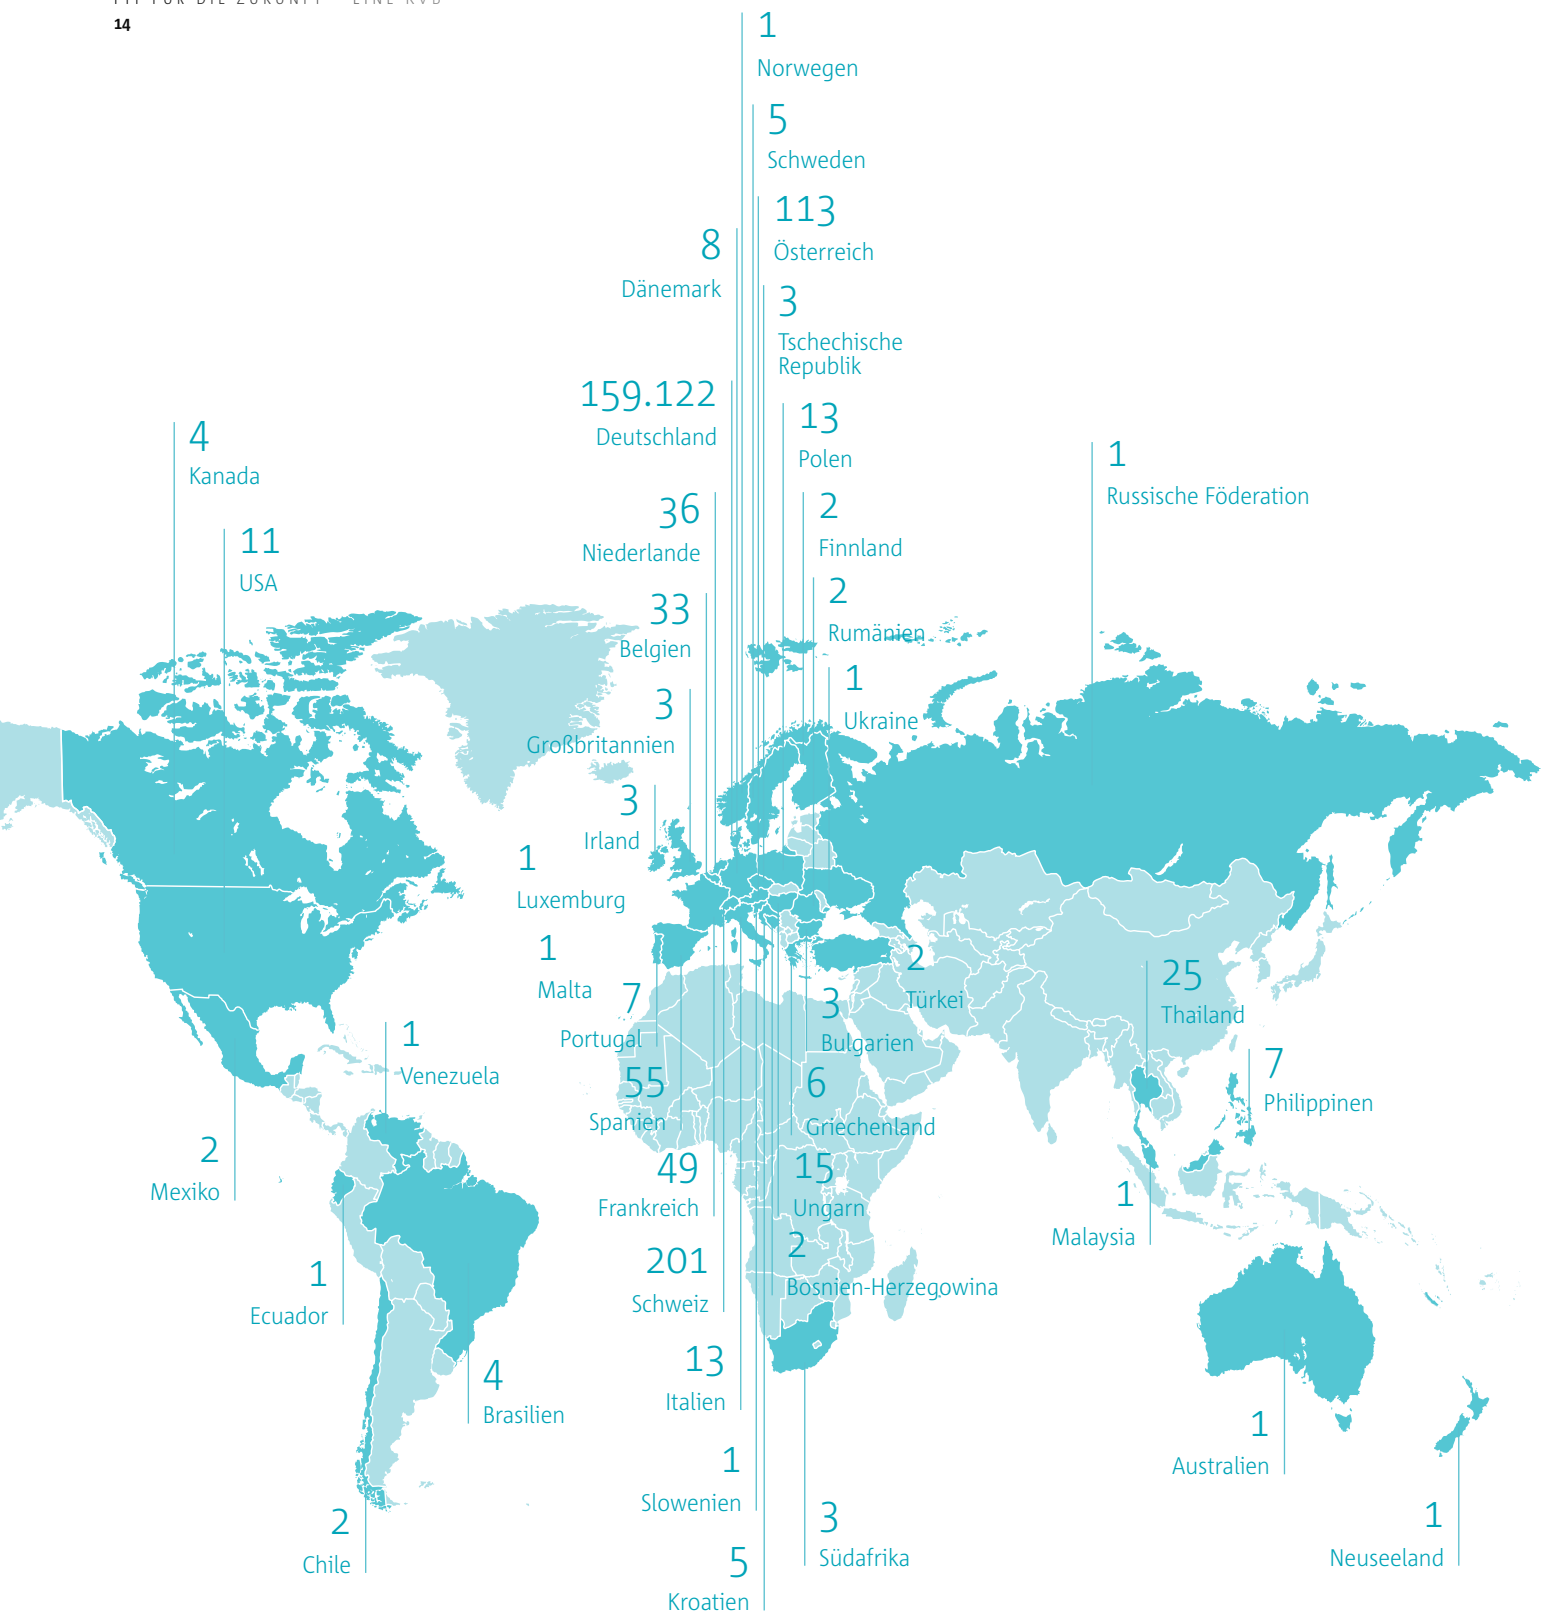 14
1
Norwegen
5
Schweden
113
Österreich
8
Dänemark
3
Tschechische
Republik
159.122
Deutschland
13
Polen
4
Kanada
1
Russische Föderation
36
Niederlande
2
Finnland
11
USA
2
Rumänien
33
Belgien
1
Ukraine
3
Großbritannien
3
Irland
1
Luxemburg
1
Malta
2
Türkei
25
Thailand
7
Portugal
3
Bulgarien
1
Venezuela
7
Philippinen
55
Spanien
6
Griechenland
2
Mexiko
49
Frankreich
15
Ungarn
1
Malaysia
201
Schweiz
2
Bosnien-Herzegowina
1
Ecuador
13
Italien
4
Brasilien
1
Australien
1
Slowenien
2
Chile
3
Südafrika
1
Neuseeland
5
Kroatien